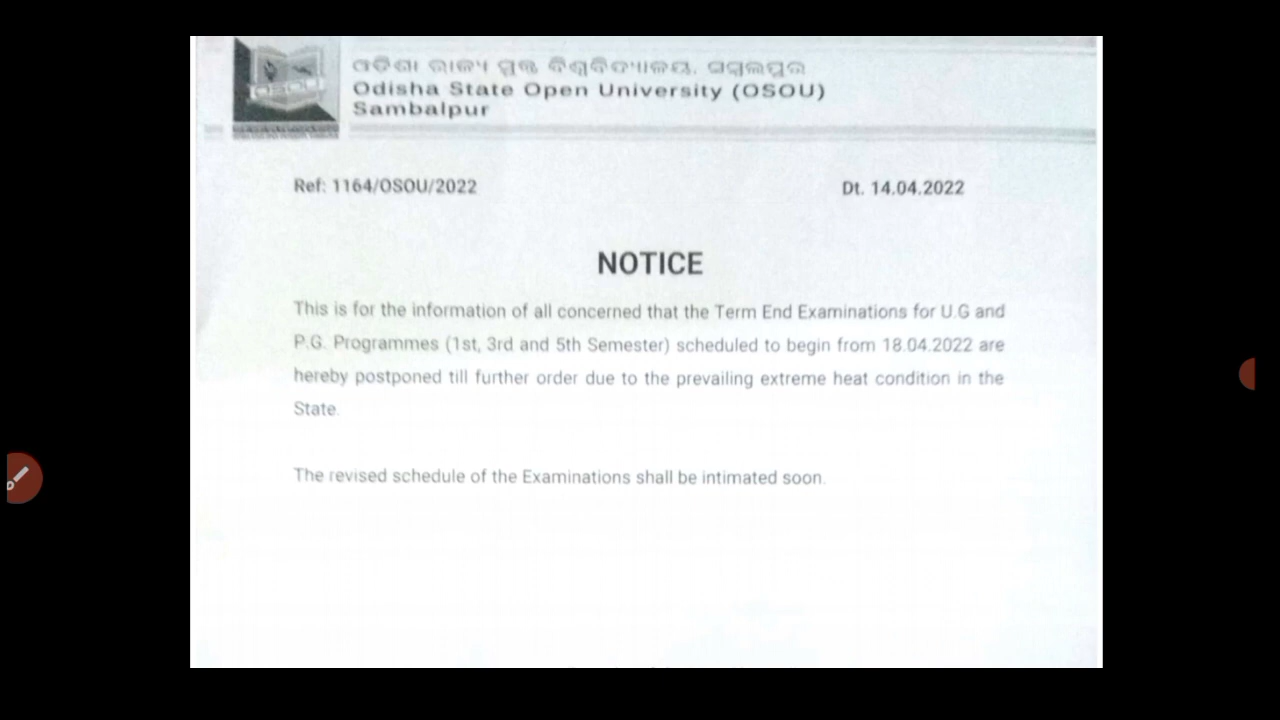 ଓଡ଼ିଶା ରାଜ୍ୟ ମୁକ୍ତ ବିଶ୍ୱବିଦ୍ୟାଳୟ, ସମ୍ବଲପୁର
Odisha State Open University (OSOU)
Sambalpur
Ref: 1164/OSOU/2022 Dt. 14.04.2022
NOTICE
This is for the information of all concerned that the Term End Examinations for U.G and
P.G. Programmes (1st, 3rd and 5th Semester) scheduled to begin from 18.04.2022 are
hereby postponed till further order due to the prevailing extreme heat condition in the
State.
The revised schedule of the Examinations shall be intimated soon.